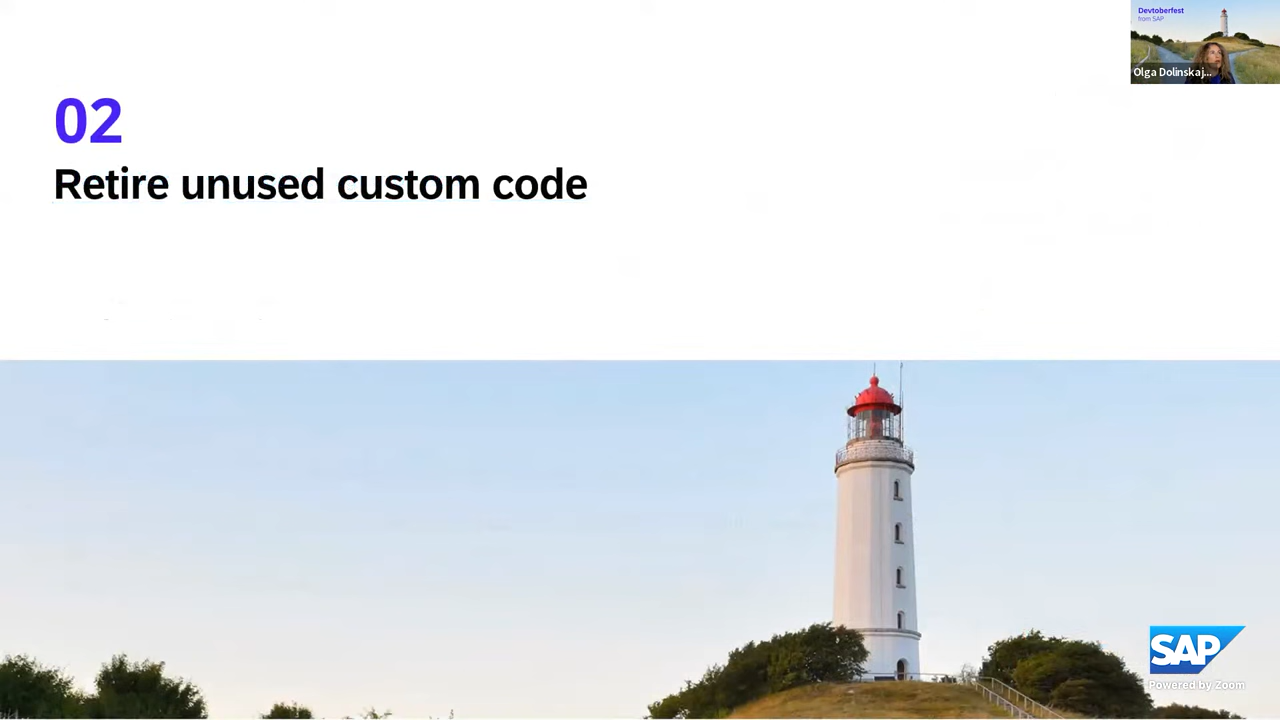 Devtoberfest
from SAP
Olga Dolinskaj...
02
Retire unused custom code
SAP
Powered by Zoom